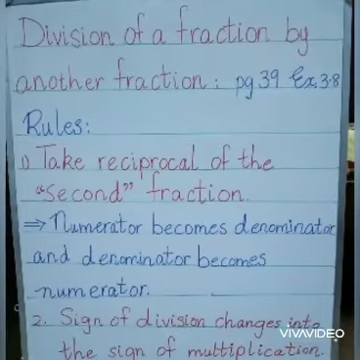 Division of a fraction by
another fraction: pg 39 Ex 3.8
Rules:
1) Take reciprocal of the
"second" fraction.
⇒ Numerator becomes denominator
and denominator becomes
numerator.
2. Sign of division changes into
the sign of multiplication.
VIVAVIDEO